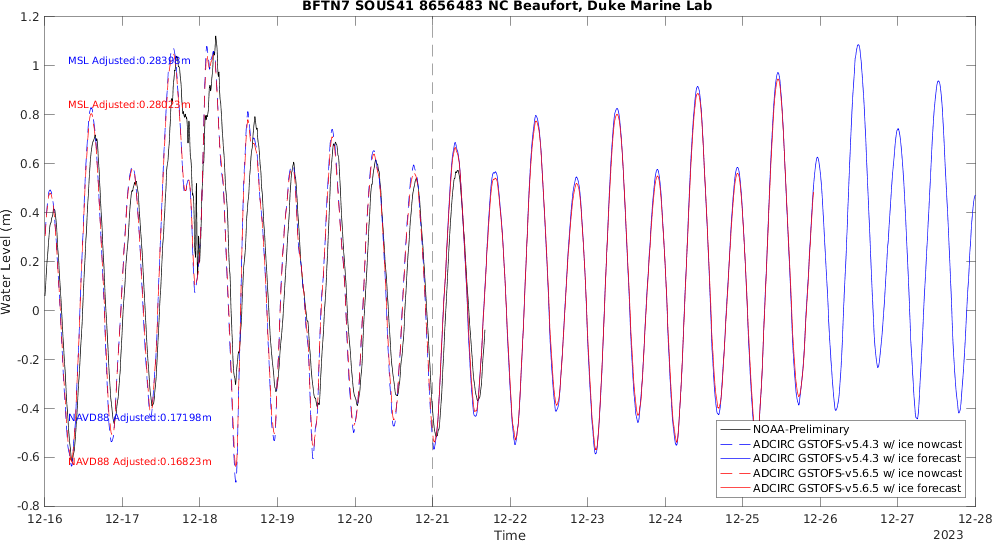 BFTN7 SOUS41 8656483 NC Beaufort, Duke Marine Lab
1.2
1
0.8
0.6
0.4
0.2
0
-0.2
-0.4
-0.6
-0.8
Water Level (m)
MSL Adjusted:0.28393m
MSL Adjusted:0.28023m
NAVD88 Adjusted:0.17198m
NAVD88 Adjusted:0.16823m
NOAA-Preliminary
ADCIRC GSTOFS-v5.4.3 w/ ice nowcast
ADCIRC GSTOFS-v5.4.3 w/ ice forecast
ADCIRC GSTOFS-v5.6.5 w/ ice nowcast
ADCIRC GSTOFS-v5.6.5 w/ ice forecast
12-16 12-17 12-18 12-19 12-20 12-21 12-22 12-23 12-24 12-25 12-26 12-27 12-28
Time
2023